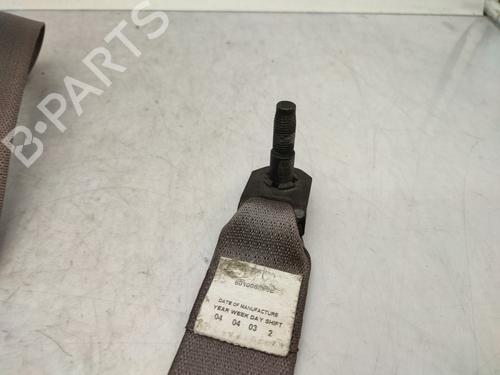 B-PARTS
DATE OF MANUFACTURE
YEAR WEEK DAY SHIFT
04 04 03 2